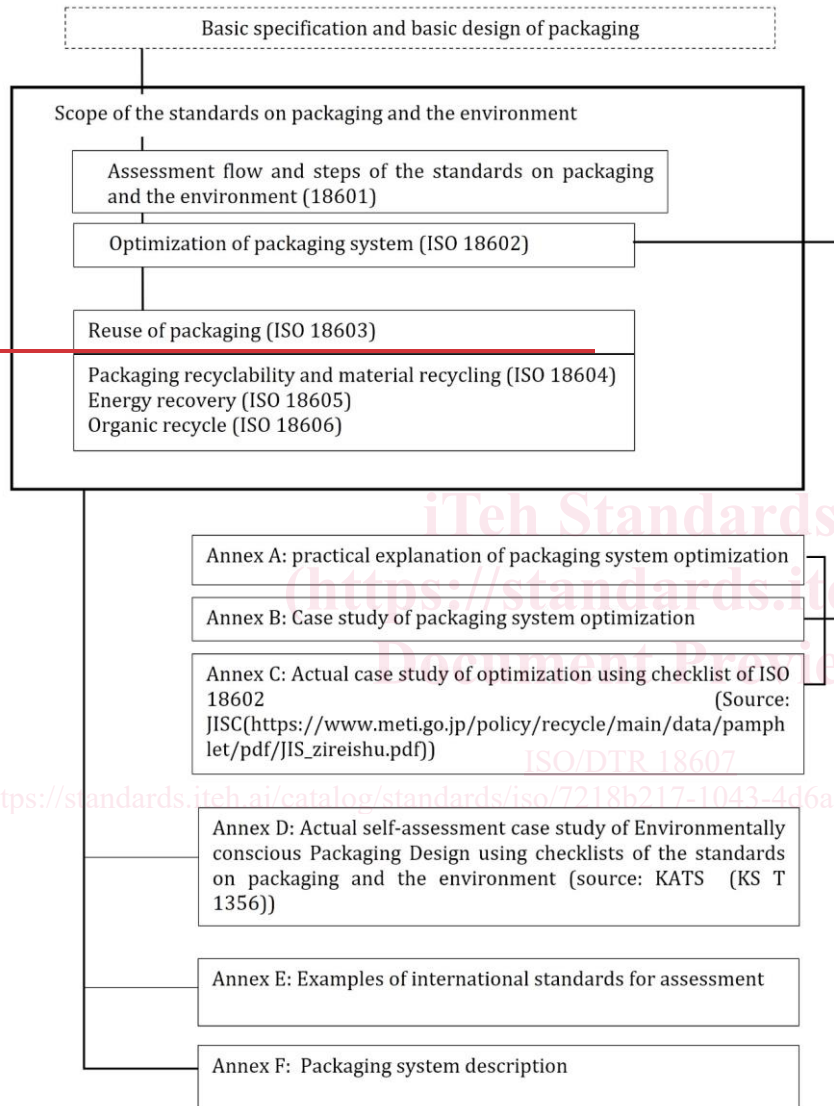 Basic specification and basic design of packaging
Scope of the standards on packaging and the environment
Assessment flow and steps of the standards on packaging
and the environment (18601)
Optimization of packaging system (ISO 18602)
Reuse of packaging (ISO 18603)
Packaging recyclability and material recycling (ISO 18604)
Energy recovery (ISO 18605)
Organic recycle (ISO 18606)
iTeh Standards
Annex A: practical explanation of packaging system optimization
(https://standards.ite
Annex B: Case study of packaging system optimization
Document Previe
Annex C: Actual case study of optimization using checklist of ISO
18602 (Source:
JISC(https://www.meti.go.jp/policy/recycle/main/data/pamph
let/pdf/JIS_zireishu.pdf))
ISO/DTR 18607
tps://standards.iteh.ai/catalog/standards/iso/7218b217-1043-4d6a
Annex D: Actual self-assessment case study of Environmentally
conscious Packaging Design using checklists of the standards
on packaging and the environment (source: KATS (KS T
1356))
Annex E: Examples of international standards for assessment
Annex F: Packaging system description